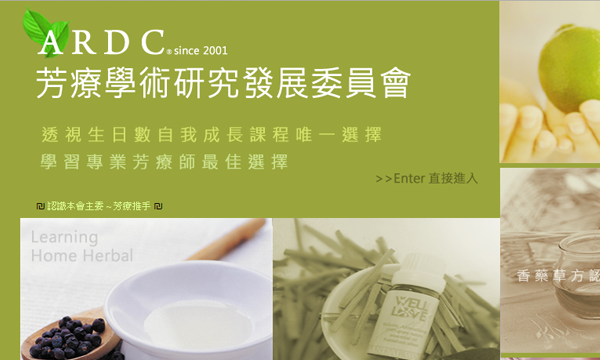 ARDC® since 2001
芳療學術研究發展委員會
透視生日數自我成長課程唯一選擇
學習專業芳療師最佳選擇
>>Enter 直接進入
認識本會主要~芳療推手
Learning
Home Herbal
WELL
LOVE
香藥草方認